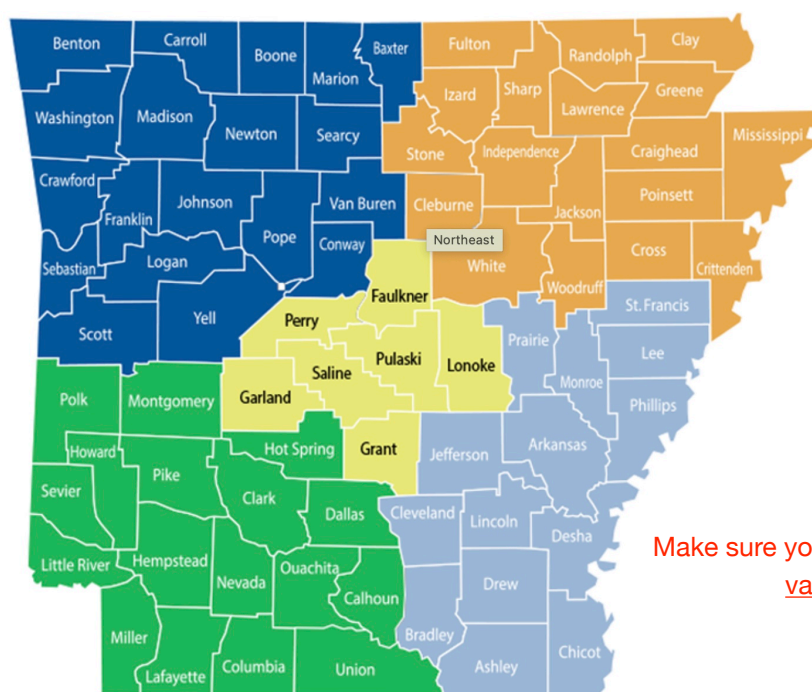 Benton
Carroll
Boone
Marion
Baxter
Fulton
Randolph
Clay
Washington
Madison
Newton
Searcy
Izard
Sharp
Lawrence
Greene
Stone
Independence
Craighead
Mississippi
Crawford
Franklin
Johnson
Pope
Van Buren
Cleburne
Jackson
Poinsett
Sebastian
Logan
Conway
Northeast
White
Woodruff
Cross
Crittenden
Scott
Yell
Perry
Faulkner
St. Francis
Garland
Saline
Pulaski
Lonoke
Prairie
Monroe
Lee
Phillips
Polk
Montgomery
Hot Spring
Grant
Jefferson
Arkansas
Howard
Pike
Sevier
Clark
Dallas
Cleveland
Lincoln
Desha
Little River
Hempstead
Nevada
Ouachita
Calhoun
Drew
Make sure yo
va
Miller
Lafayette
Columbia
Union
Bradley
Ashley
Chicot